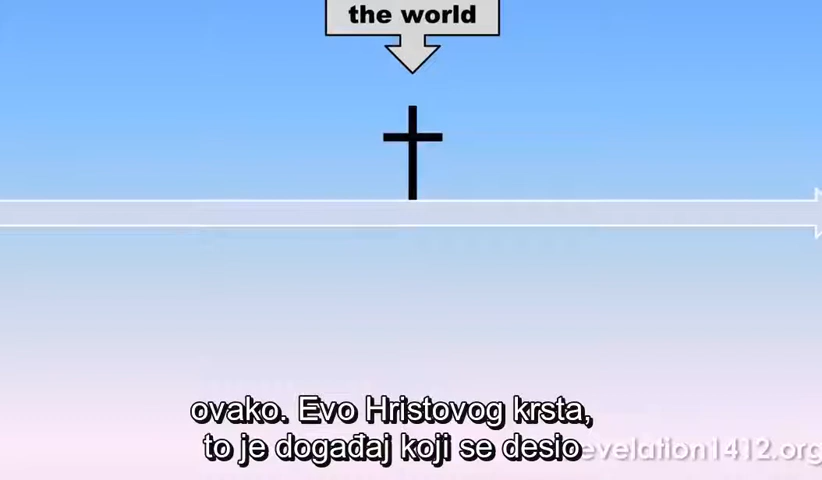 the world
ovako. Evo Hristovog krsta,
to je događaj koji se desio
evelation1412.org